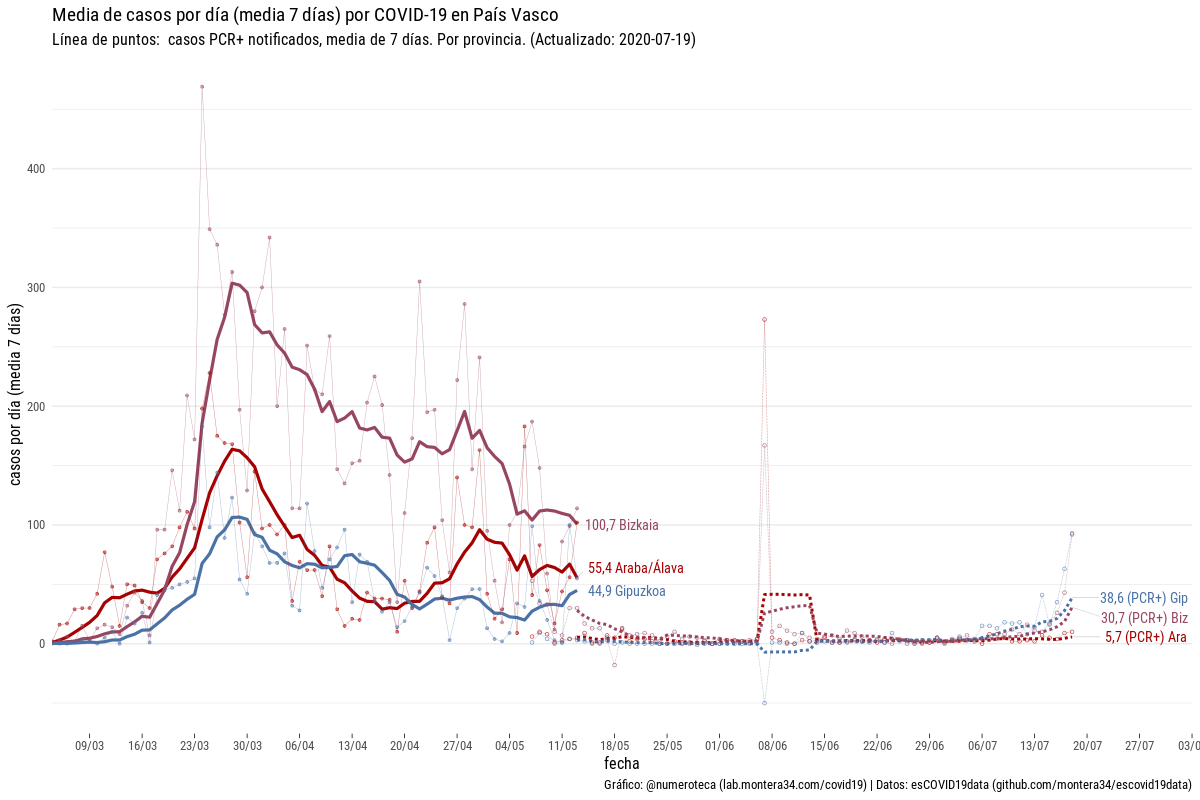 Media de casos por día (media 7 días) por COVID-19 en País Vasco
Línea de puntos:  casos PCR+ notificados, media de 7 días. Por provincia. (Actualizado: 2020-07-19)
casos por día (media 7 días)
400
300
200
100
0
100,7 Bizkaia
55,4 Araba/Álava
44,9 Gipuzkoa
38,6 (PCR+) Gip
30,7 (PCR+) Biz
5,7 (PCR+) Ara
09/03 16/03 23/03 30/03 06/04 13/04 20/04 27/04 04/05 11/05 18/05 25/05 01/06 08/06 15/06 22/06 29/06 06/07 13/07 20/07 27/07 03/0
fecha
Gráfico: @numeroteca (lab.montera34.com/covid19) | Datos: esCOVID19data (github.com/montera34/escovid19data)